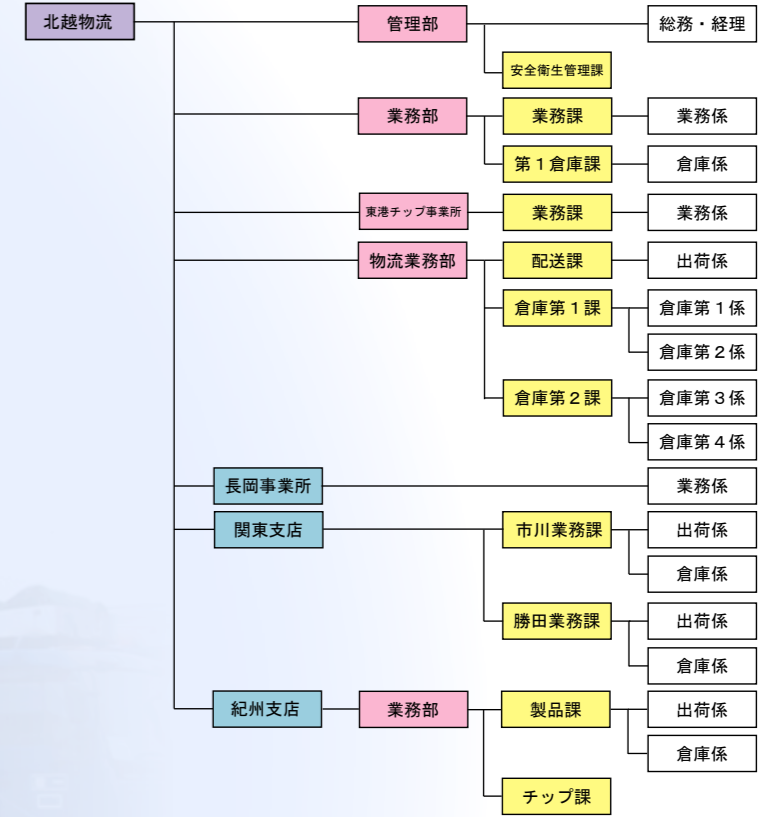 北越物流
管理部
総務・経理
安全衛生管理課
業務部
業務課
業務係
第1倉庫課
倉庫係
東港チップ事業所
業務課
業務係
物流業務部
配送課
出荷係
倉庫第1課
倉庫第1係
倉庫第2係
倉庫第2課
倉庫第3係
倉庫第4係
長岡事業所
業務係
関東支店
市川業務課
出荷係
倉庫係
勝田業務課
出荷係
倉庫係
紀州支店
業務部
製品課
出荷係
倉庫係
チップ課